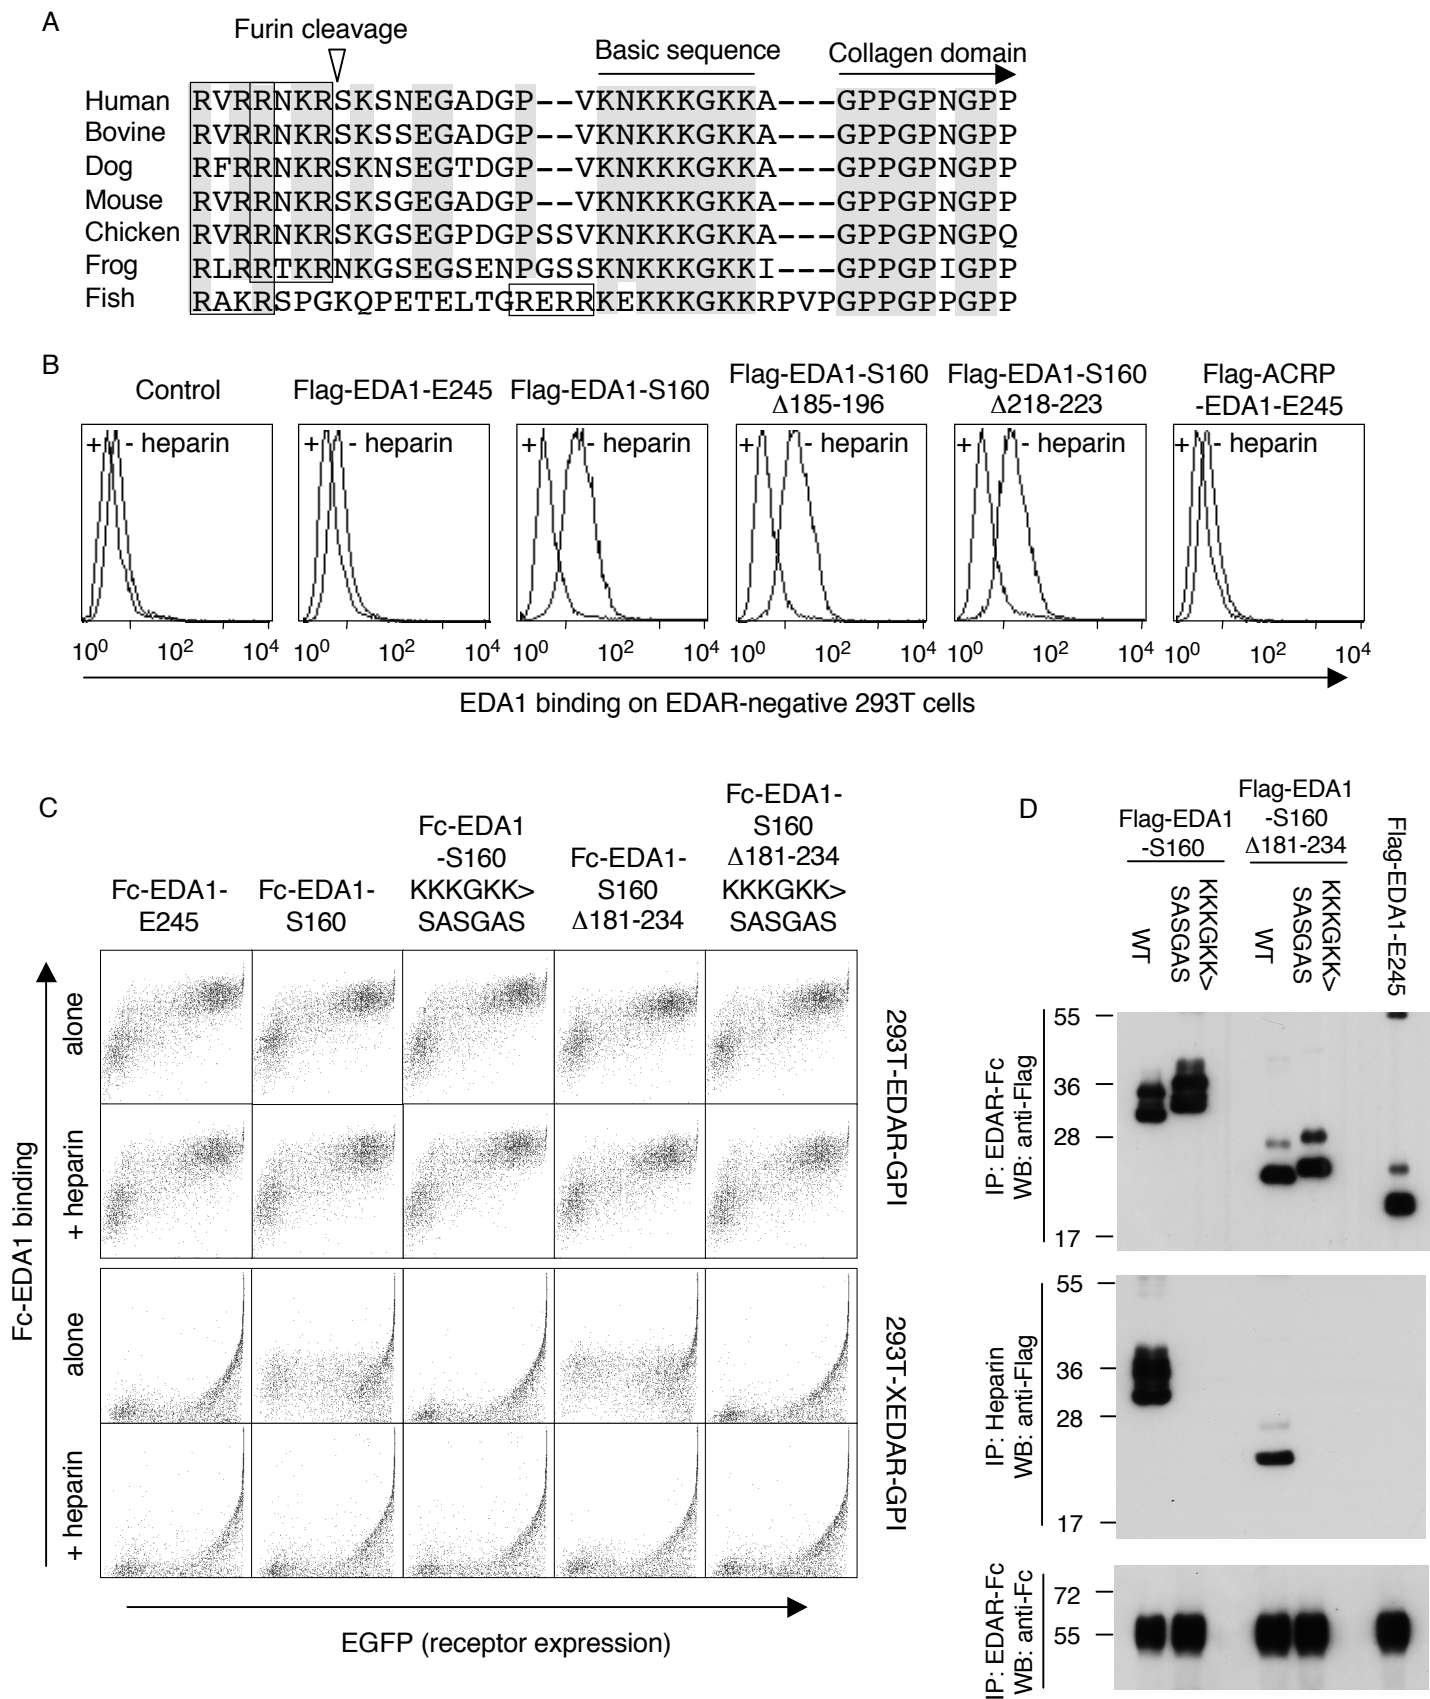 A
Furin cleavage
Basic sequence
Collagen domain
Human RVRRNKRSKSNEGADGP--VKNKKKGKKA---GPPGPNGPP
Bovine RVRRNKRSKSSEGADGP--VKNKKKGKKA---GPPGPNGPP
Dog RFRRNKRSKNSEGTDGP--VKNKKKGKKA---GPPGPNGPP
Mouse RVRRNKRSKSGEGADGP--VKNKKKGKKA---GPPGPNGPP
Chicken RVRRNKRSKGSEGPDGPSSVKNKKKGKKA---GPPGPNGPQ
Frog RLRRTKRNKGSEGSENPGSSKNKKKGKKI---GPPGPIGPP
Fish RAKRSPGKQPETELTGRERRKEKKKGKKRPVPGPPGPPGPP
B
Control
Flag-EDA1-E245
Flag-EDA1-S160
Flag-EDA1-S160
Δ185-196
Flag-EDA1-S160
Δ218-223
Flag-ACRP
-EDA1-E245
+ - heparin
+ - heparin
+ - heparin
+ - heparin
+ - heparin
+ - heparin
10⁰ 10² 10⁴ 10⁰ 10² 10⁴ 10⁰ 10² 10⁴ 10⁰ 10² 10⁴ 10⁰ 10² 10⁴ 10⁰ 10² 10⁴
EDA1 binding on EDAR-negative 293T cells
C
Fc-EDA1-
E245
Fc-EDA1-
S160
Fc-EDA1
-S160
KKKGKK>
SASGAS
Fc-EDA1-
S160
Δ181-234
Fc-EDA1-
S160
Δ181-234
KKKGKK>
SASGAS
Fc-EDA1 binding
alone
+ heparin
alone
+ heparin
293T-EDAR-GPI
293T-XEDAR-GPI
EGFP (receptor expression)
D
Flag-EDA1
-S160
Flag-EDA1
-S160
Δ181-234
Flag-EDA1-E245
WT
KKKGKK>
SASGAS
WT
KKKGKK>
SASGAS
IP: EDAR-Fc
WB: anti-Flag
55
36
28
17
IP: Heparin
WB: anti-Flag
55
36
28
17
IP: EDAR-Fc
WB: anti-Fc
72
55